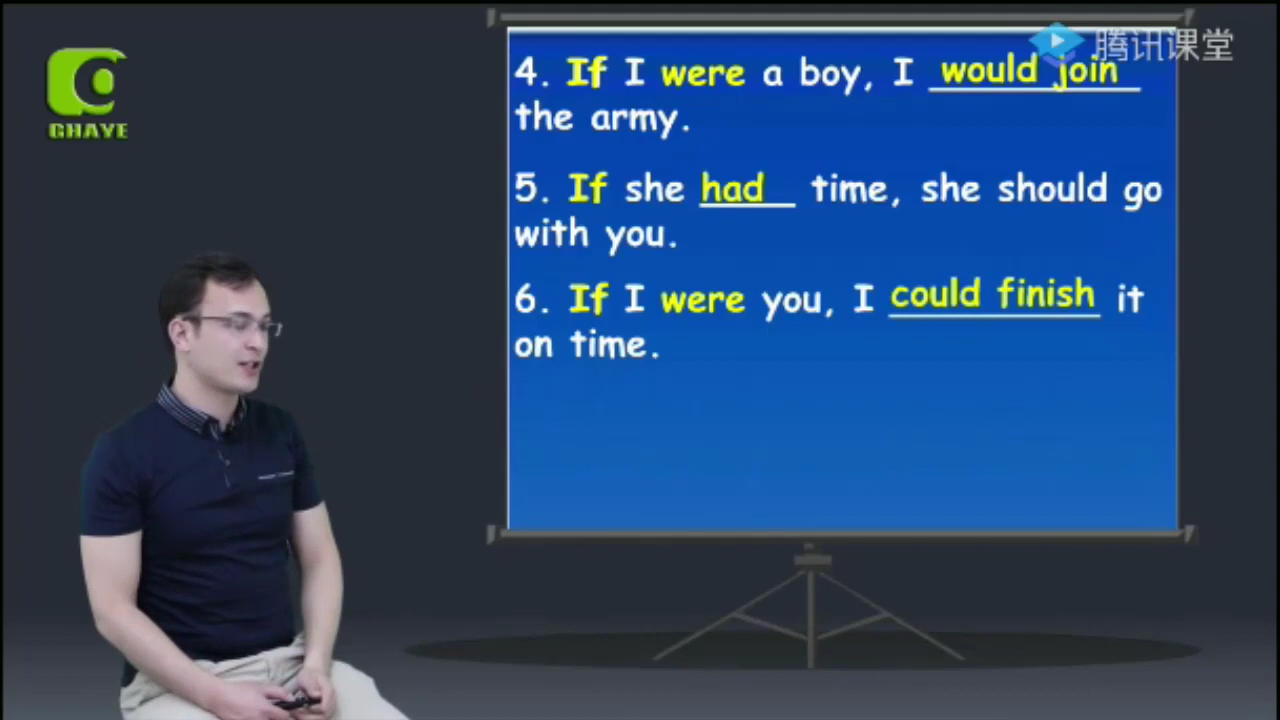 GHAYE
腾讯课堂
4. If I were a boy, I would join
the army.
5. If she had time, she should go
with you.
6. If I were you, I could finish it
on time.